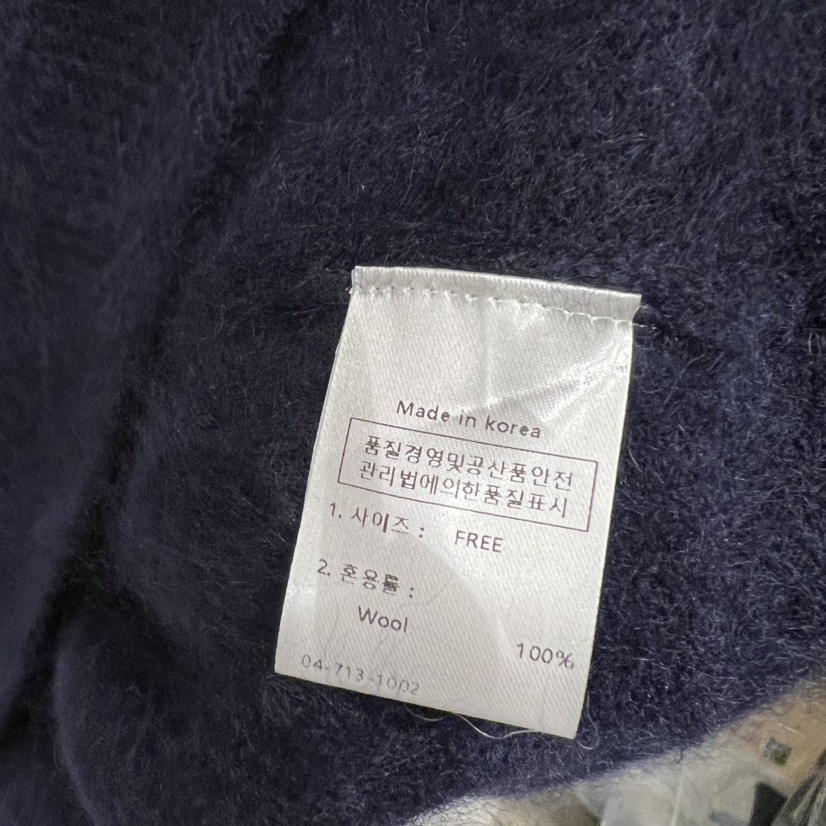 Made in korea
품질경영및공산품안전
관리법에의한품질표시
1. 사이즈 : FREE
2. 혼용률 :
Wool 100%
04-713-1002